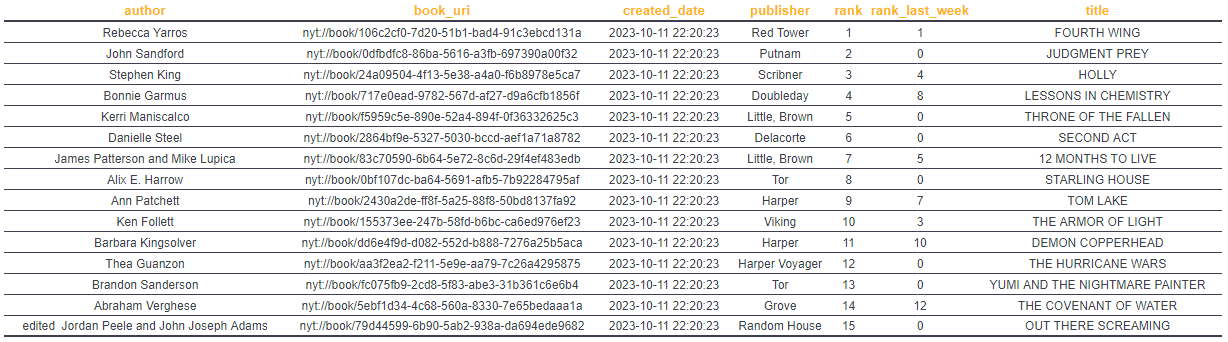 author book_uri created_date publisher rank rank_last_week title
Rebecca Yarros nyt://book/106c2cf0-7d20-51b1-bad4-91c3ebcd131a 2023-10-11 22:20:23 Red Tower 1 1 FOURTH WING
John Sandford nyt://book/0dfbdfc8-86ba-5616-a3fb-697390a00f32 2023-10-11 22:20:23 Putnam 2 0 JUDGMENT PREY
Stephen King nyt://book/24a09504-4f13-5e38-a4a0-f6b8978e5ca7 2023-10-11 22:20:23 Scribner 3 4 HOLLY
Bonnie Garmus nyt://book/717e0ead-9782-567d-af27-d9a6cfb1856f 2023-10-11 22:20:23 Doubleday 4 8 LESSONS IN CHEMISTRY
Kerri Maniscalco nyt://book/f5959c5e-890e-52a4-894f-0f36332625c3 2023-10-11 22:20:23 Little, Brown 5 0 THRONE OF THE FALLEN
Danielle Steel nyt://book/2864bf9e-5327-5030-bccd-aef1a71a8782 2023-10-11 22:20:23 Delacorte 6 0 SECOND ACT
James Patterson and Mike Lupica nyt://book/83c70590-6b64-5e72-8c6d-29f4ef483edb 2023-10-11 22:20:23 Little, Brown 7 5 12 MONTHS TO LIVE
Alix E. Harrow nyt://book/0bf107dc-ba64-5691-afb5-7b92284795af 2023-10-11 22:20:23 Tor 8 0 STARLING HOUSE
Ann Patchett nyt://book/2430a2de-ff8f-5a25-88f8-50bd8137fa92 2023-10-11 22:20:23 Harper 9 7 TOM LAKE
Ken Follett nyt://book/155373ee-247b-58fd-b6bc-ca6ed976ef23 2023-10-11 22:20:23 Viking 10 3 THE ARMOR OF LIGHT
Barbara Kingsolver nyt://book/dd6e4f9d-d082-552d-b888-7276a25b5aca 2023-10-11 22:20:23 Harper 11 10 DEMON COPPERHEAD
Thea Guanzon nyt://book/aa3f2ea2-f211-5e9e-aa79-7c26a4295875 2023-10-11 22:20:23 Harper Voyager 12 0 THE HURRICANE WARS
Brandon Sanderson nyt://book/fc075fb9-2cd8-5f83-abe3-31b361c6e6b4 2023-10-11 22:20:23 Tor 13 0 YUMI AND THE NIGHTMARE PAINTER
Abraham Verghese nyt://book/5ebf1d34-4c68-560a-8330-7e65bedaaa1a 2023-10-11 22:20:23 Grove 14 12 THE COVENANT OF WATER
edited Jordan Peele and John Joseph Adams nyt://book/79d44599-6b90-5ab2-938a-da694ede9682 2023-10-11 22:20:23 Random House 15 0 OUT THERE SCREAMING